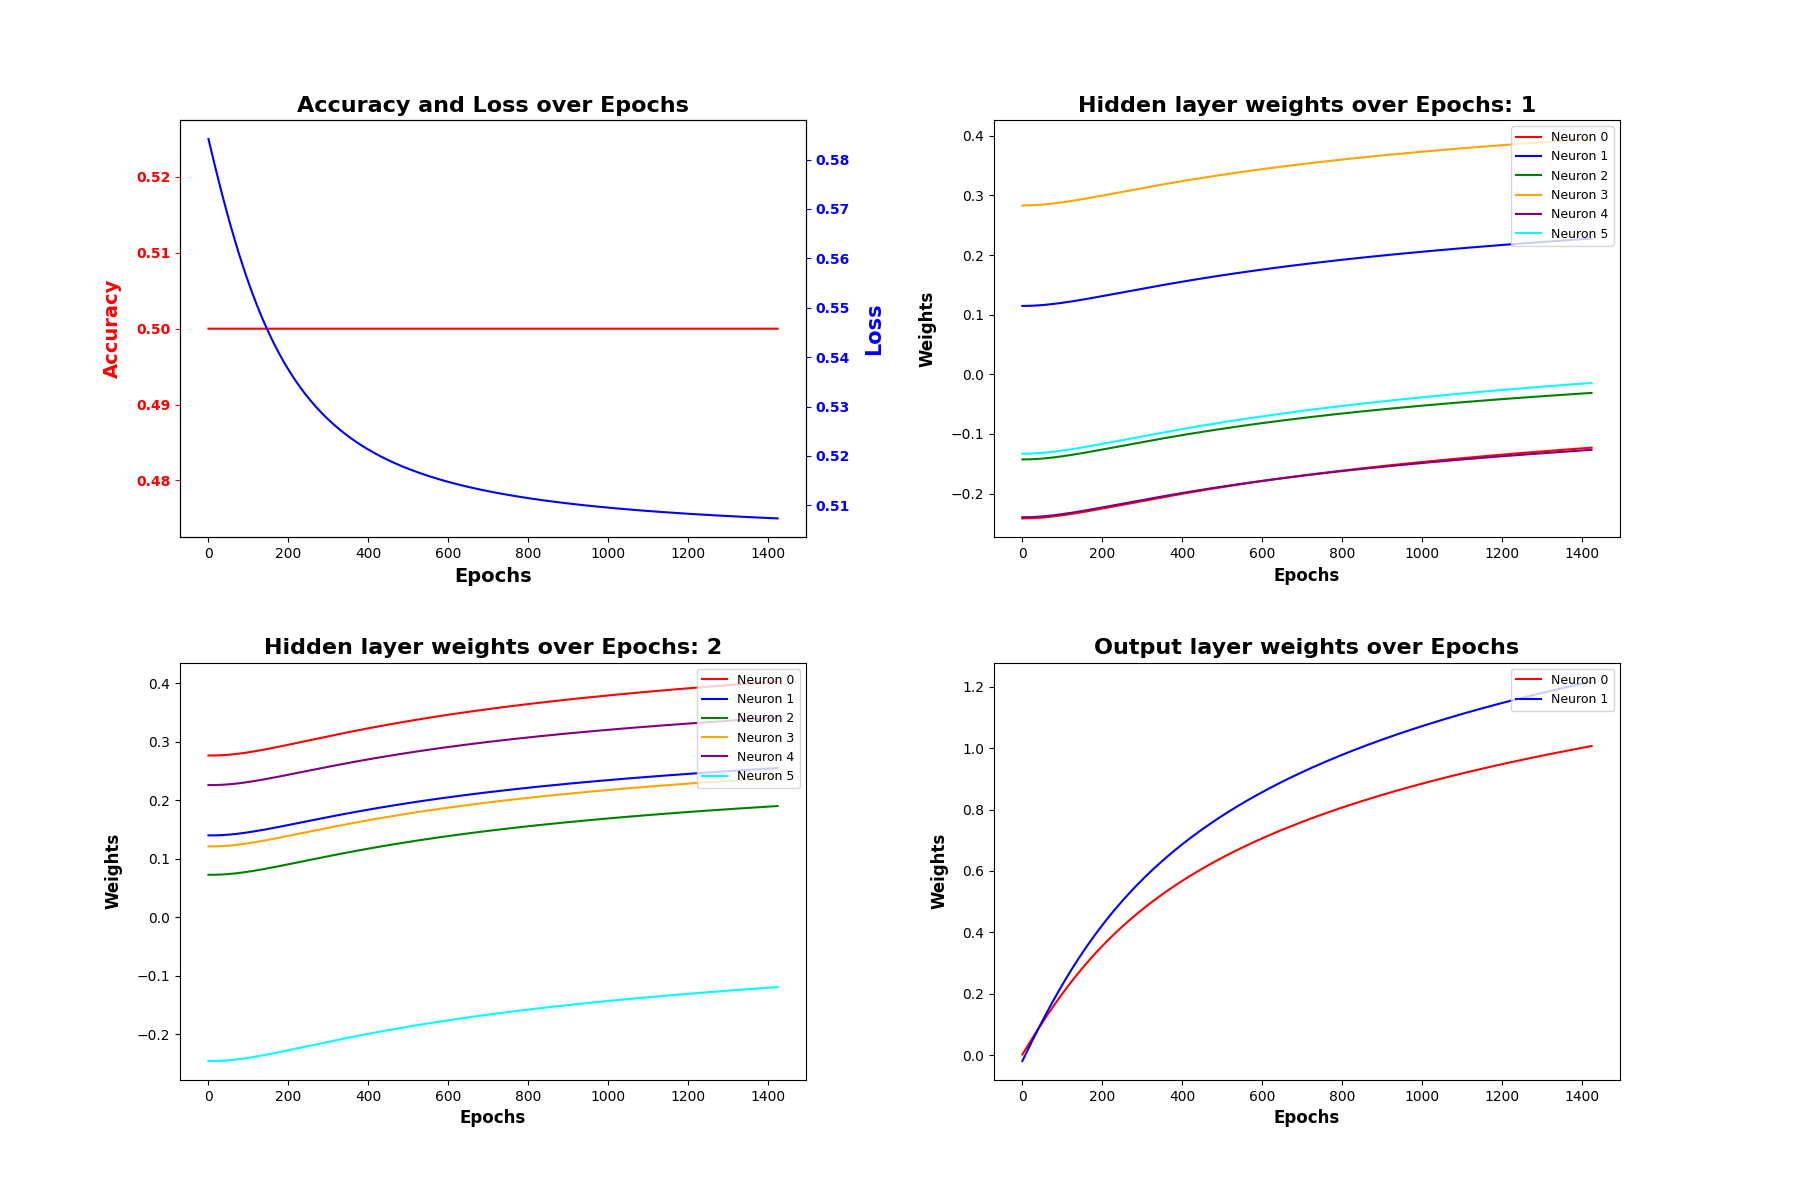 Accuracy and Loss over Epochs
0.52
0.51
0.50
0.49
0.48
Accuracy
0.58
0.57
0.56
0.55
0.54
0.53
0.52
0.51
Loss
0 200 400 600 800 1000 1200 1400
Epochs
Hidden layer weights over Epochs: 1
0.4
0.3
0.2
0.1
0.0
−0.1
−0.2
Weights
Neuron 0
Neuron 1
Neuron 2
Neuron 3
Neuron 4
Neuron 5
0 200 400 600 800 1000 1200 1400
Epochs
Hidden layer weights over Epochs: 2
0.4
0.3
0.2
0.1
0.0
−0.1
−0.2
Weights
Neuron 0
Neuron 1
Neuron 2
Neuron 3
Neuron 4
Neuron 5
0 200 400 600 800 1000 1200 1400
Epochs
Output layer weights over Epochs
1.2
1.0
0.8
0.6
0.4
0.2
0.0
Weights
Neuron 0
Neuron 1
0 200 400 600 800 1000 1200 1400
Epochs